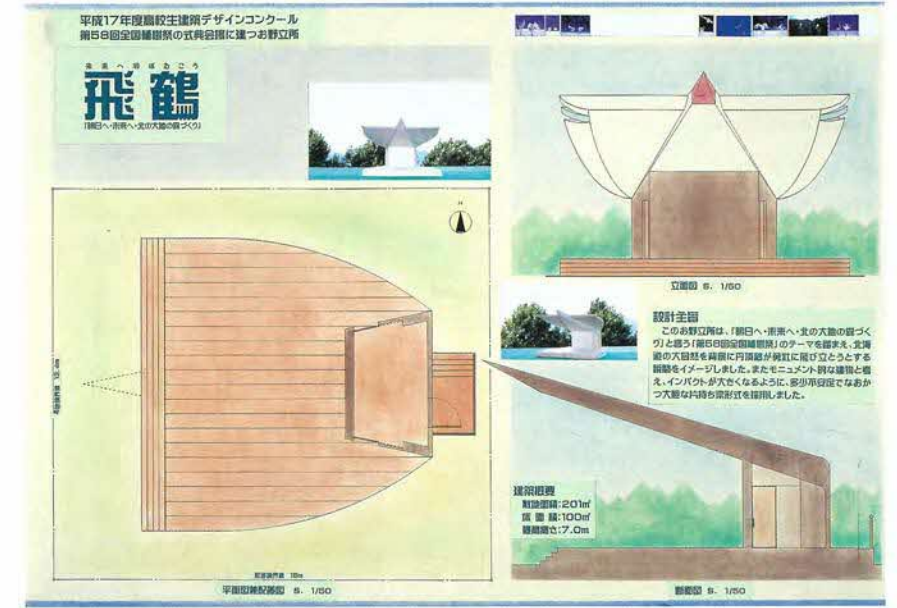 平成17年度高校生建築デザインコンクール
第58回全国植樹祭の式典会場に建つお野立所
未来へ羽ばたこう
飛鶴
「明日へ・未来へ・北の大地の森づくり」
N
平面図兼配置図 S. 1/50
立面図 S. 1/50
設計主旨
このお野立所は、「明日へ・未来へ・北の大地の森づく
り」と謳う「第58回全国植樹祭」のテーマを踏まえ、北海
道の大自然を背景に丹頂鶴が勇壮に飛び立とうとする
瞬間をイメージしました。またモニュメント的な建物と考
え、インパクトが大きくなるように、多少不安定でなおか
つ大胆な片持ち梁形式を採用しました。
建築概要
敷地面積:201㎡
床面積:100㎡
最高高さ:7.0m
断面図 S. 1/50